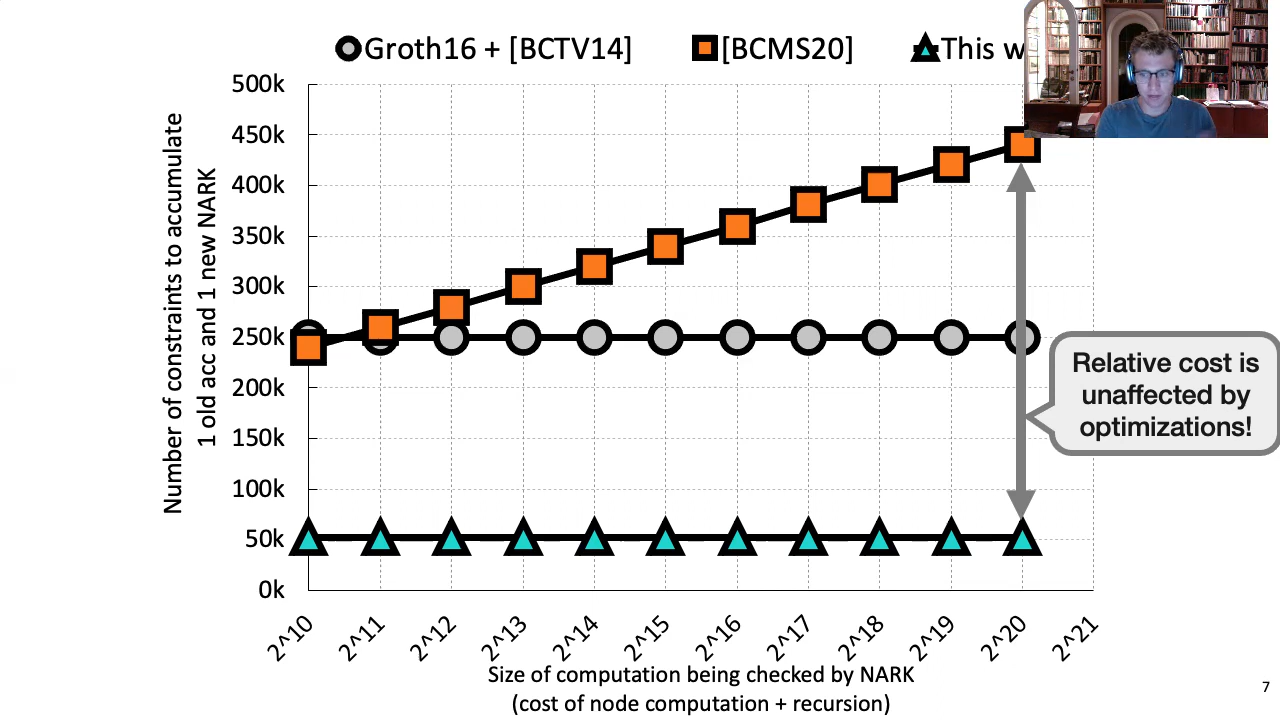 Groth16 + [BCTV14] [BCMS20] This w
500k
450k
400k
350k
300k
250k
200k
150k
100k
50k
0k
Number of constraints to accumulate
1 old acc and 1 new NARK
Relative cost is
unaffected by
optimizations!
2^10 2^11 2^12 2^13 2^14 2^15 2^16 2^17 2^18 2^19 2^20 2^21
Size of computation being checked by NARK
(cost of node computation + recursion)
7